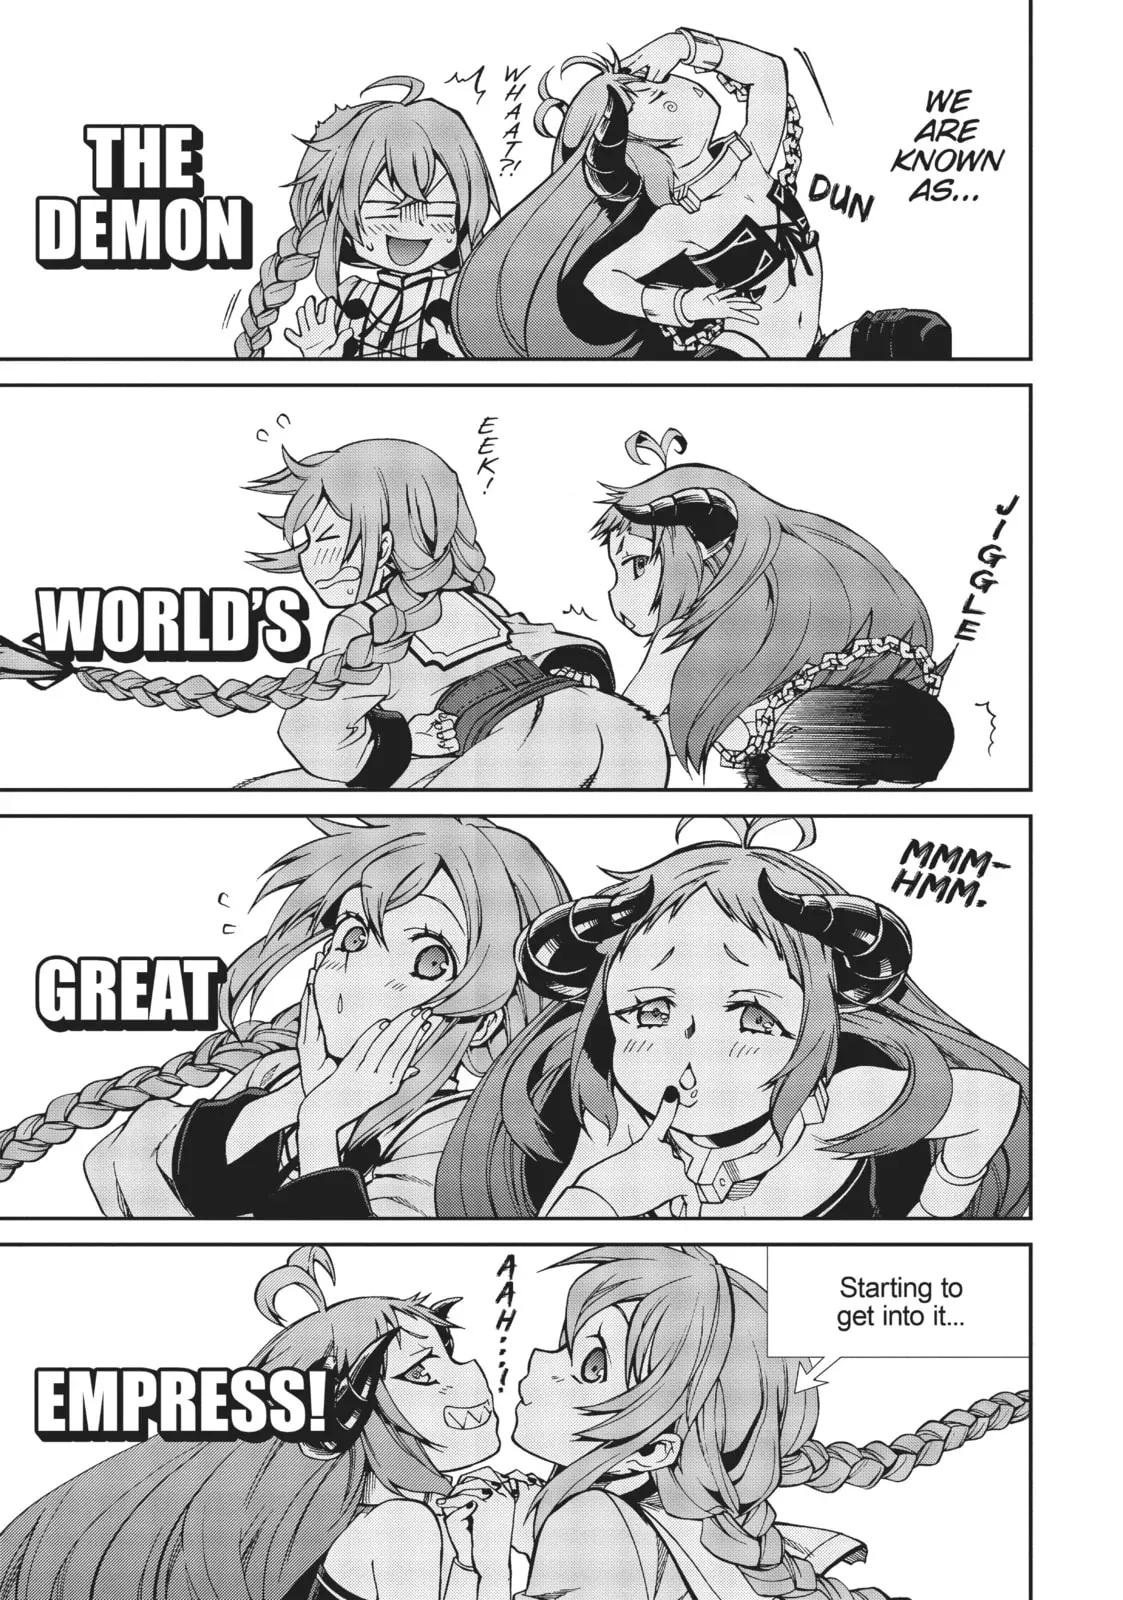 WE
ARE
KNOWN
AS...
DUN
WHAAT?!
THE
DEMON
JIGGLE
EEK!
WORLD'S
MMM-
HMM.
GREAT
Starting to
get into it...
AAH...!
EMPRESS!